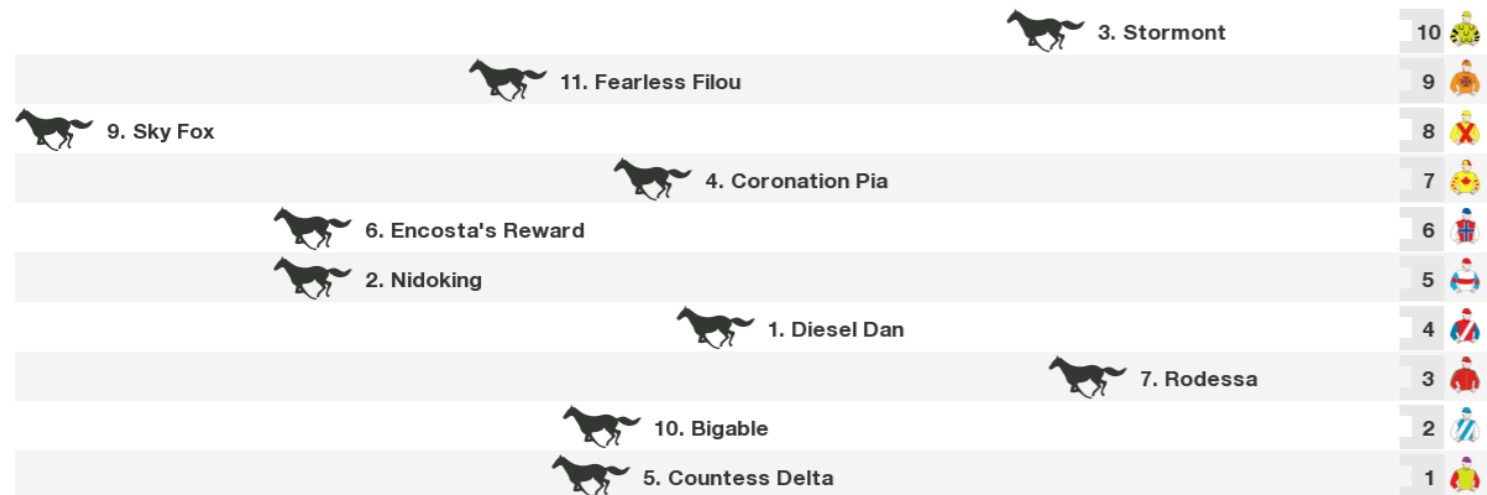 3. Stormont 10
11. Fearless Filou 9
9. Sky Fox 8
4. Coronation Pia 7
6. Encosta's Reward 6
2. Nidoking 5
1. Diesel Dan 4
7. Rodessa 3
10. Bigable 2
5. Countess Delta 1